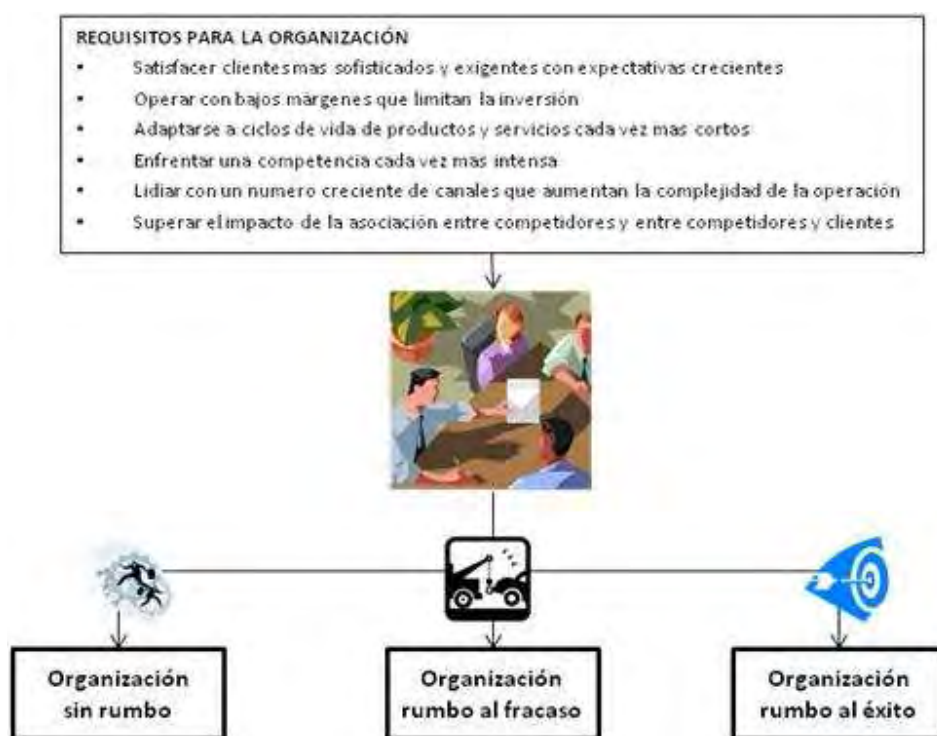 REQUISITOS PARA LA ORGANIZACIÓN
• Satisfacer clientes mas sofisticados y exigentes con expectativas crecientes
• Operar con bajos márgenes que limitan la inversión
• Adaptarse a ciclos de vida de productos y servicios cada vez mas cortos
• Enfrentar una competencia cada vez mas intensa
• Lidiar con un numero creciente de canales que aumentan la complejidad de la operación
• Superar el impacto de la asociación entre competidores y entre competidores y clientes
Organización
sin rumbo
Organización
rumbo al fracaso
Organización
rumbo al éxito